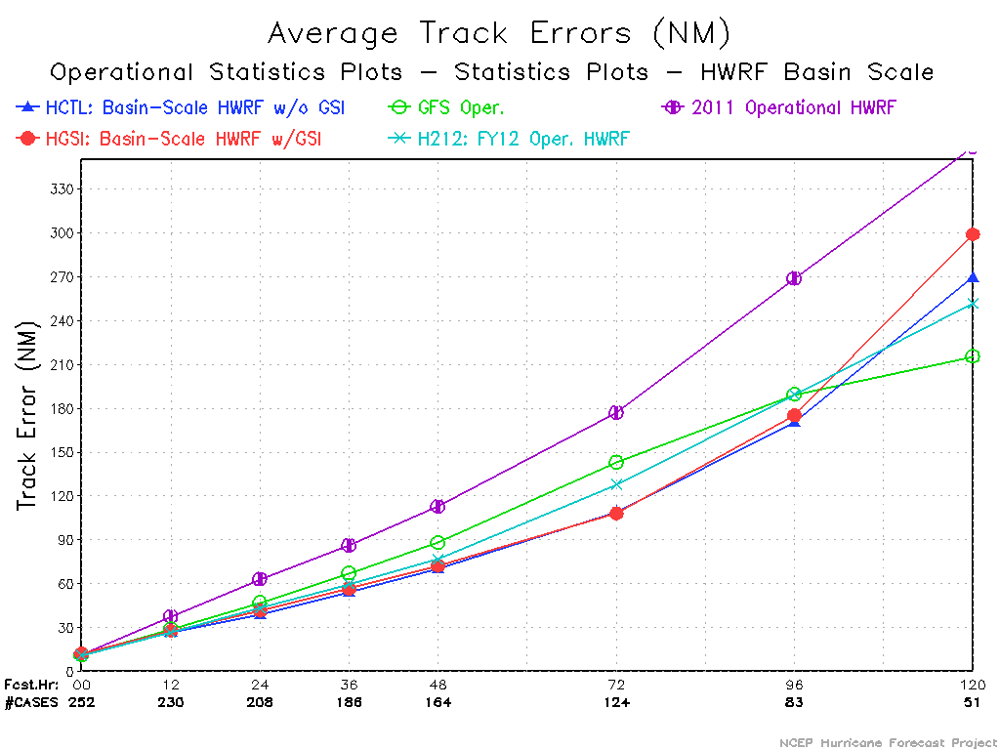 Average Track Errors (NM)
Operational Statistics Plots - Statistics Plots - HWRF Basin Scale
HCTL: Basin-Scale HWRF w/o GSI GFS Oper. 2011 Operational HWRF
HGSI: Basin-Scale HWRF w/GSI H212: FY12 Oper. HWRF
330
300
270
240
210
180
150
120
90
60
30
0
Track Error (NM)
Fcst.Hr: 00 12 24 36 48 72 96 120
#CASES 252 230 208 186 164 124 83 51
NCEP Hurricane Forecast Project